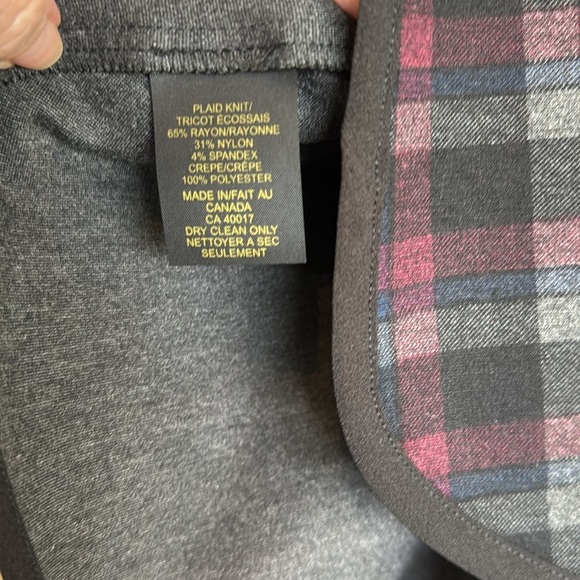 PLAID KNIT/
TRICOT ÉCOSSAIS
65% RAYON/RAYONNE
31% NYLON
4% SPANDEX
CREPE/CRÊPE
100% POLYESTER
MADE IN/FAIT AU
CANADA
CA 40017
DRY CLEAN ONLY
NETTOYER A SEC
SEULEMENT